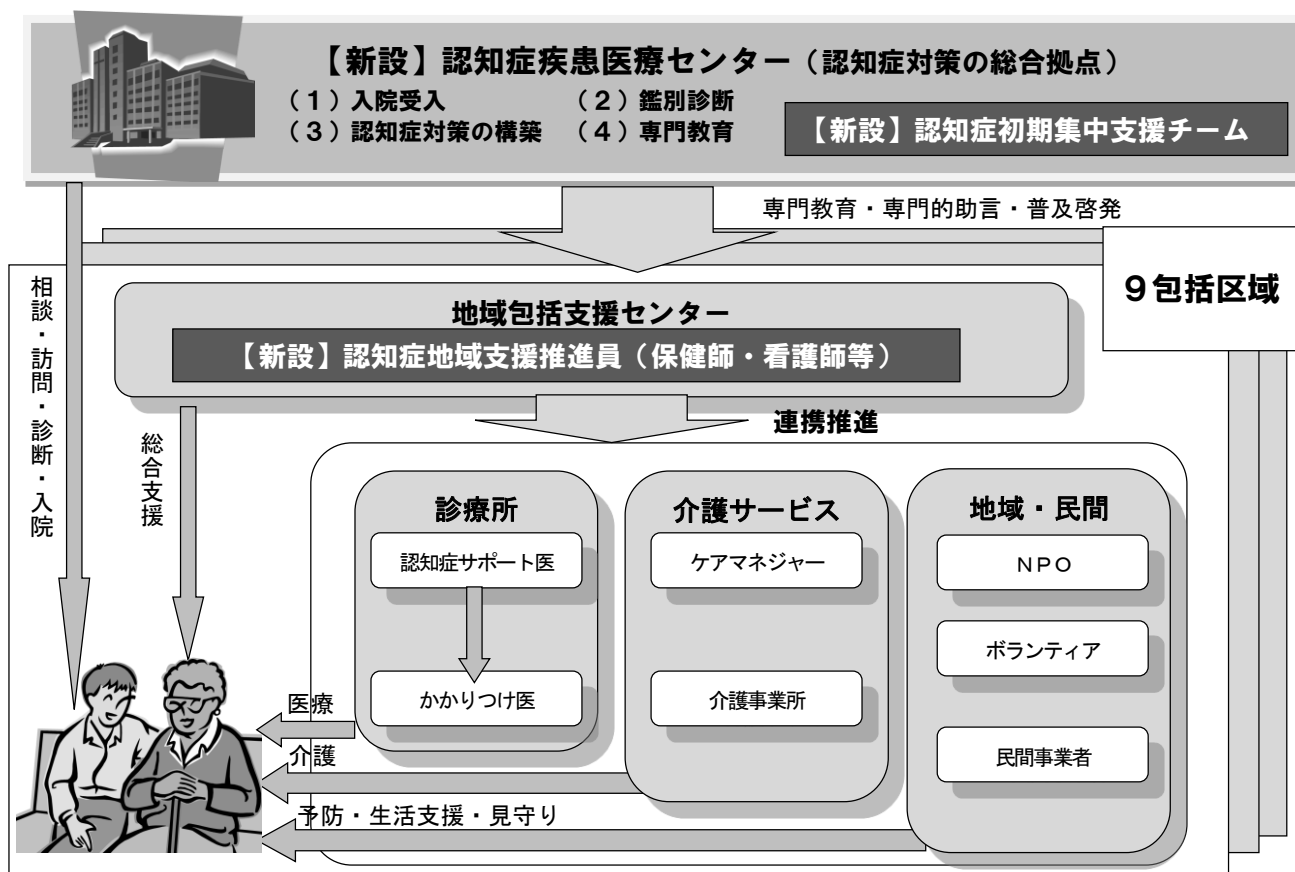 【新設】認知症疾患医療センター（認知症対策の総合拠点）
（１）入院受入　（２）鑑別診断
（３）認知症対策の構築　（４）専門教育
【新設】認知症初期集中支援チーム
専門教育・専門的助言・普及啓発
９包括区域
相談・訪問・診断・入院
地域包括支援センター
【新設】認知症地域支援推進員（保健師・看護師等）
総合支援
連携推進
診療所
認知症サポート医
かかりつけ医
介護サービス
ケアマネジャー
介護事業所
地域・民間
ＮＰＯ
ボランティア
民間事業者
医療
介護
予防・生活支援・見守り